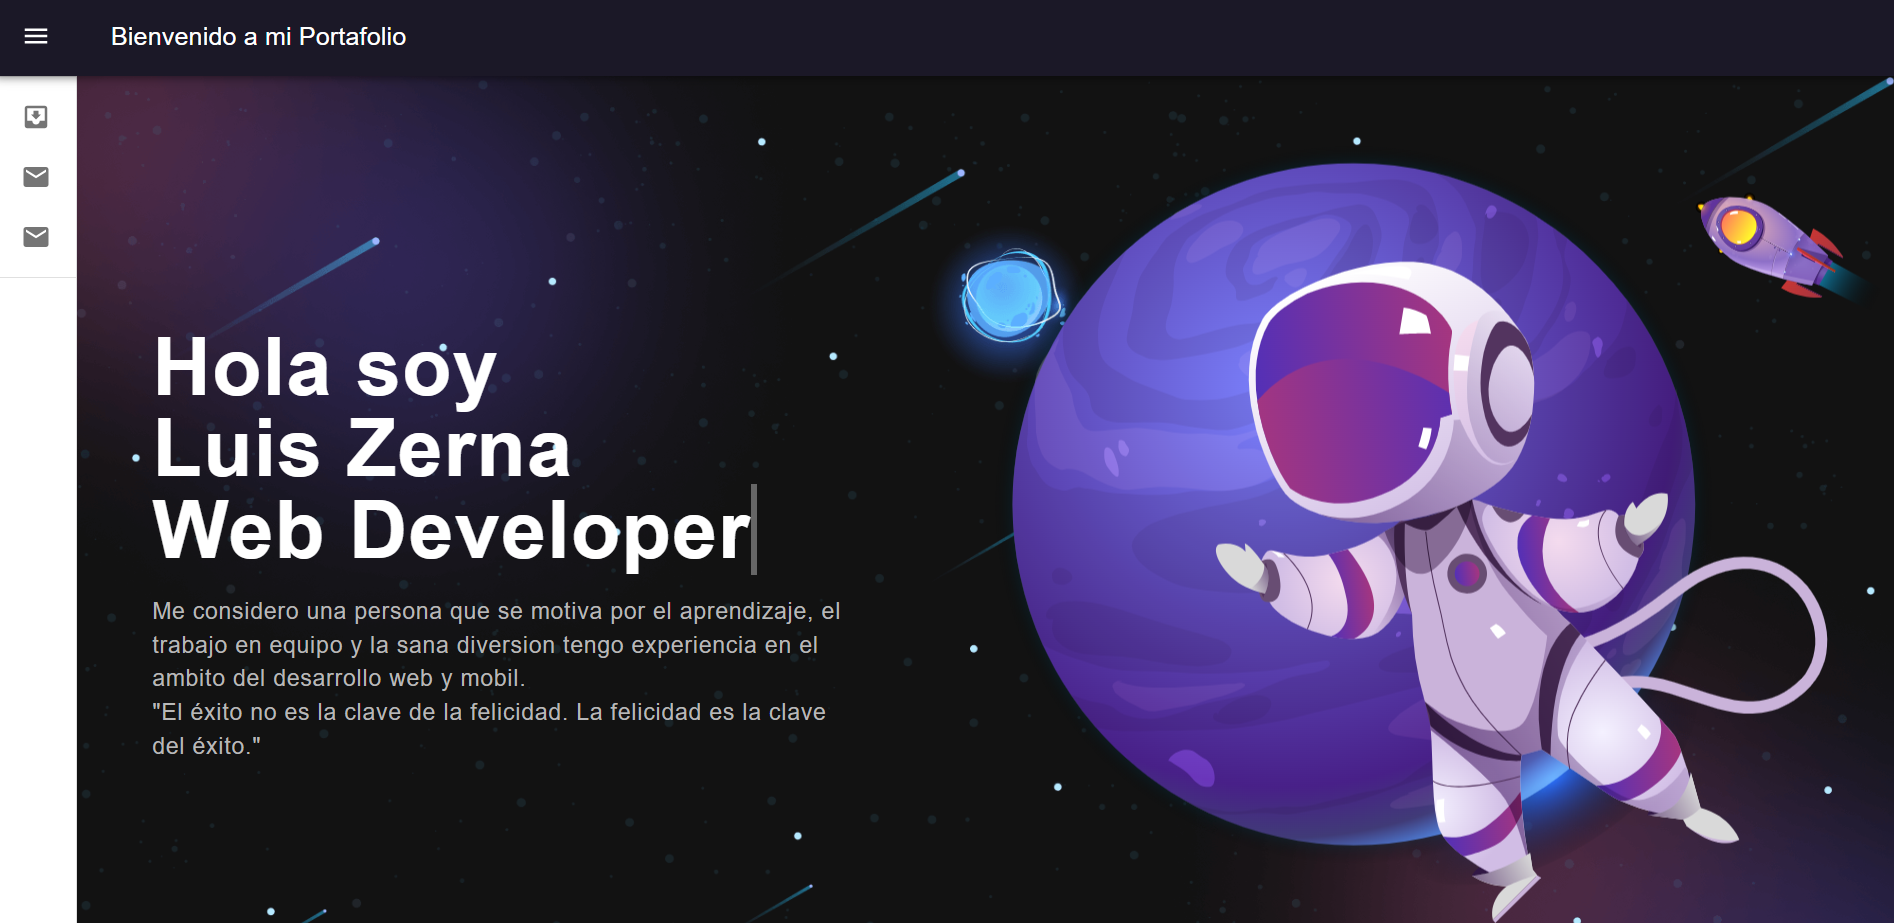 Bienvenido a mi Portafolio
Hola soy
Luis Zerna
Web Developer
Me considero una persona que se motiva por el aprendizaje, el
trabajo en equipo y la sana diversion tengo experiencia en el
ambito del desarrollo web y mobil.
"El éxito no es la clave de la felicidad. La felicidad es la clave
del éxito."